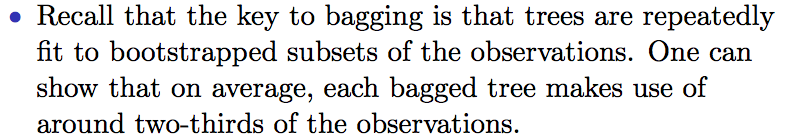 • Recall that the key to bagging is that trees are repeatedly
fit to bootstrapped subsets of the observations. One can
show that on average, each bagged tree makes use of
around two-thirds of the observations.